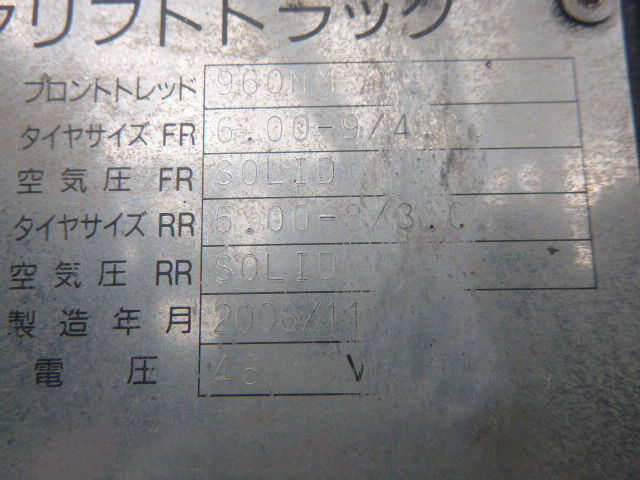 リフトトラック
フロントトレッド 960MM
タイヤサイズ FR 6.00-9/4.00
空気圧 FR SOLID
タイヤサイズ RR 5.00-8/3.00
空気圧 RR SOLID
製造年月 2008/11
電圧 48 V